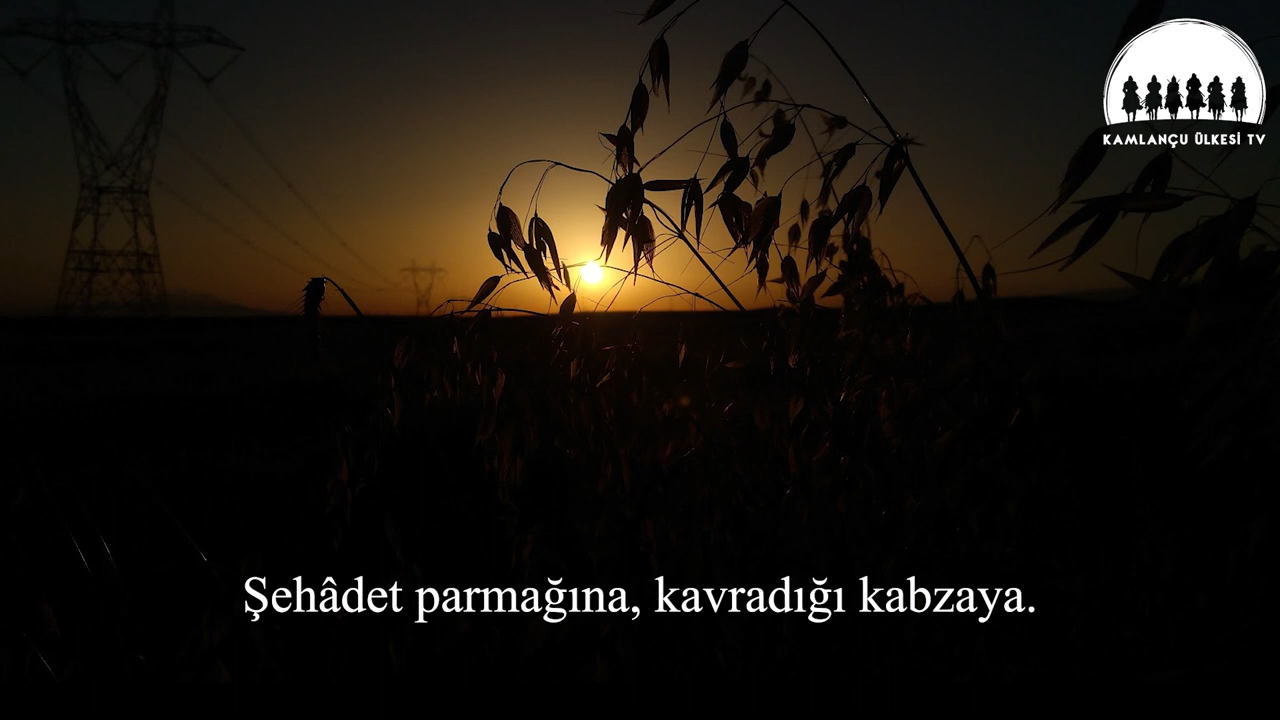 KAMLANÇU ÜLKESİ TV
Şehâdet parmağına, kavradığı kabzaya.